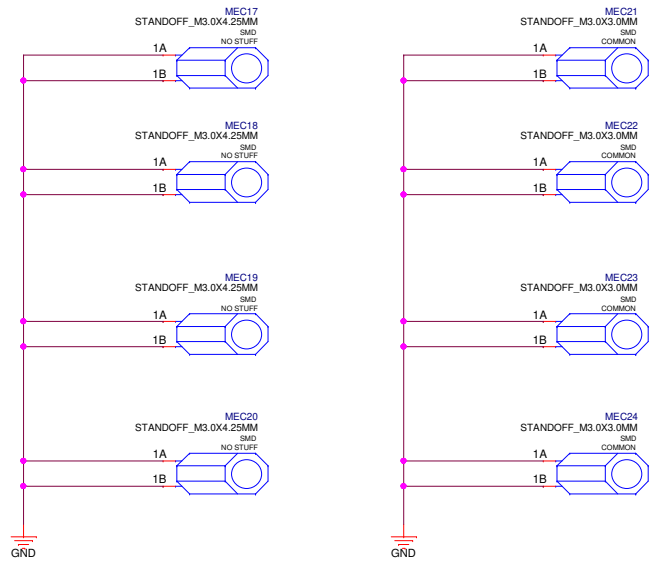 MEC17
STANDOFF_M3.0X4.25MM
SMD
NO STUFF
1A
1B
MEC18
STANDOFF_M3.0X4.25MM
SMD
NO STUFF
1A
1B
MEC19
STANDOFF_M3.0X4.25MM
SMD
NO STUFF
1A
1B
MEC20
STANDOFF_M3.0X4.25MM
SMD
NO STUFF
1A
1B
GND
MEC21
STANDOFF_M3.0X3.0MM
SMD
COMMON
1A
1B
MEC22
STANDOFF_M3.0X3.0MM
SMD
COMMON
1A
1B
MEC23
STANDOFF_M3.0X3.0MM
SMD
COMMON
1A
1B
MEC24
STANDOFF_M3.0X3.0MM
SMD
COMMON
1A
1B
GND